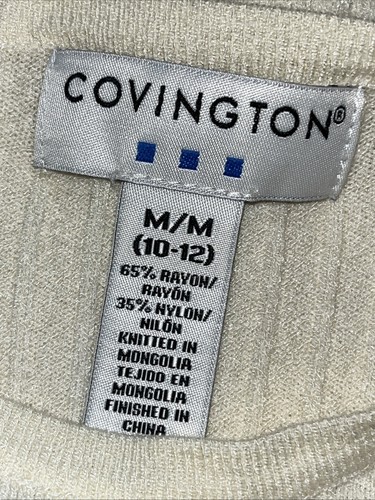 COVINGTON®
M/M
(10-12)
65% RAYON/
RAYÓN
35% NYLON/
NILÓN
KNITTED IN
MONGOLIA
TEJIDO EN
MONGOLIA
FINISHED IN
CHINA